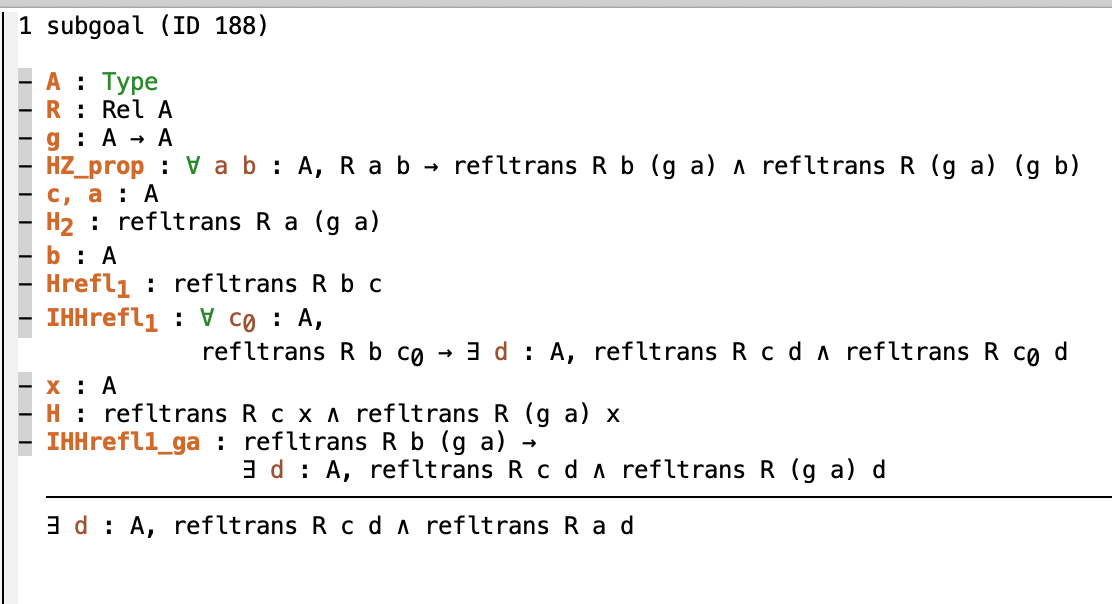 1 subgoal (ID 188)
A : Type
R : Rel A
g : A → A
HZ_prop : ∀ a b : A, R a b → refltrans R b (g a) ∧ refltrans R (g a) (g b)
c, a : A
H₂ : refltrans R a (g a)
b : A
Hrefl₁ : refltrans R b c
IHHrefl₁ : ∀ c₀ : A,
refltrans R b c₀ → ∃ d : A, refltrans R c d ∧ refltrans R c₀ d
x : A
H : refltrans R c x ∧ refltrans R (g a) x
IHHrefl1_ga : refltrans R b (g a) →
∃ d : A, refltrans R c d ∧ refltrans R (g a) d
∃ d : A, refltrans R c d ∧ refltrans R a d